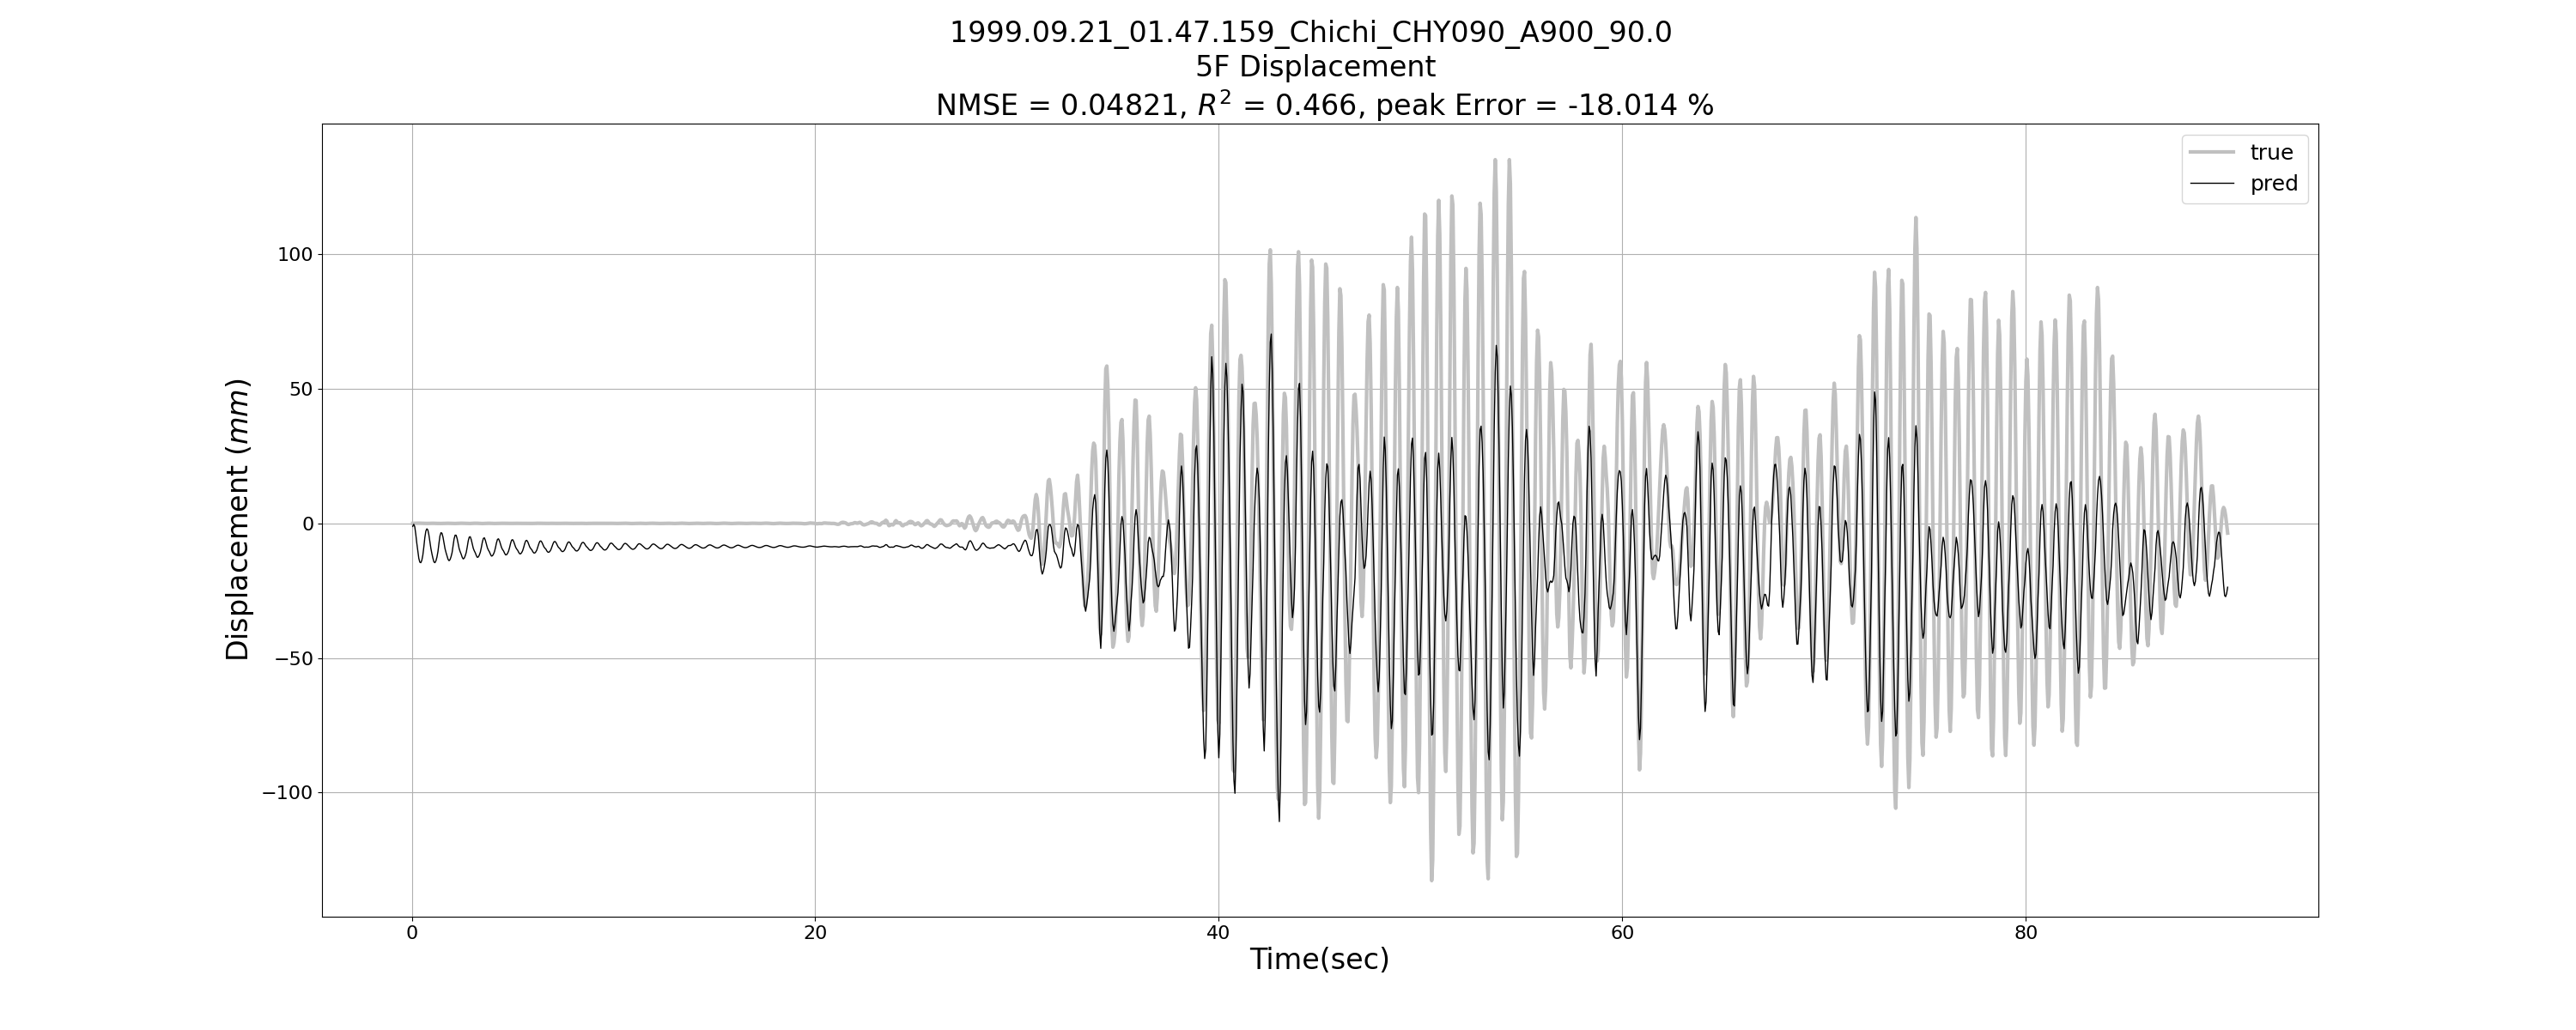 1999.09.21_01.47.159_Chichi_CHY090_A900_90.0
5F Displacement
NMSE = 0.04821, R² = 0.466, peak Error = -18.014 %
true
pred
Displacement (mm)
100
50
0
−50
−100
0
20
40
60
80
Time(sec)